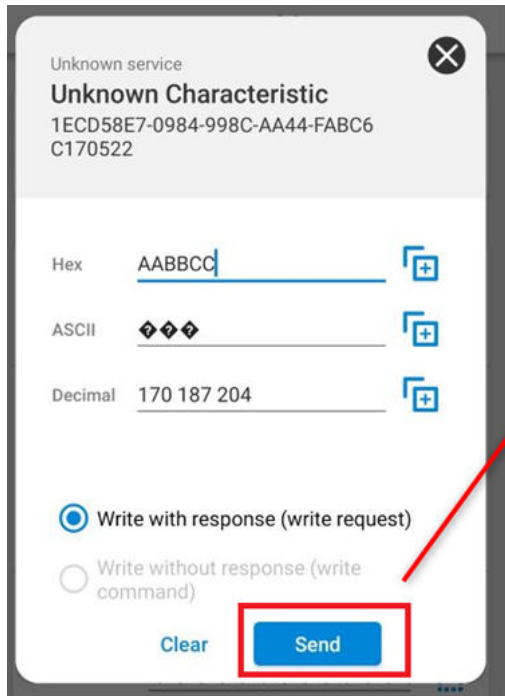 Unknown service
Unknown Characteristic
1ECD58E7-0984-998C-AA44-FABC6
C170522
Hex AABBCC
ASCII ���
Decimal 170 187 204
Write with response (write request)
Write without response (write
command)
Clear Send